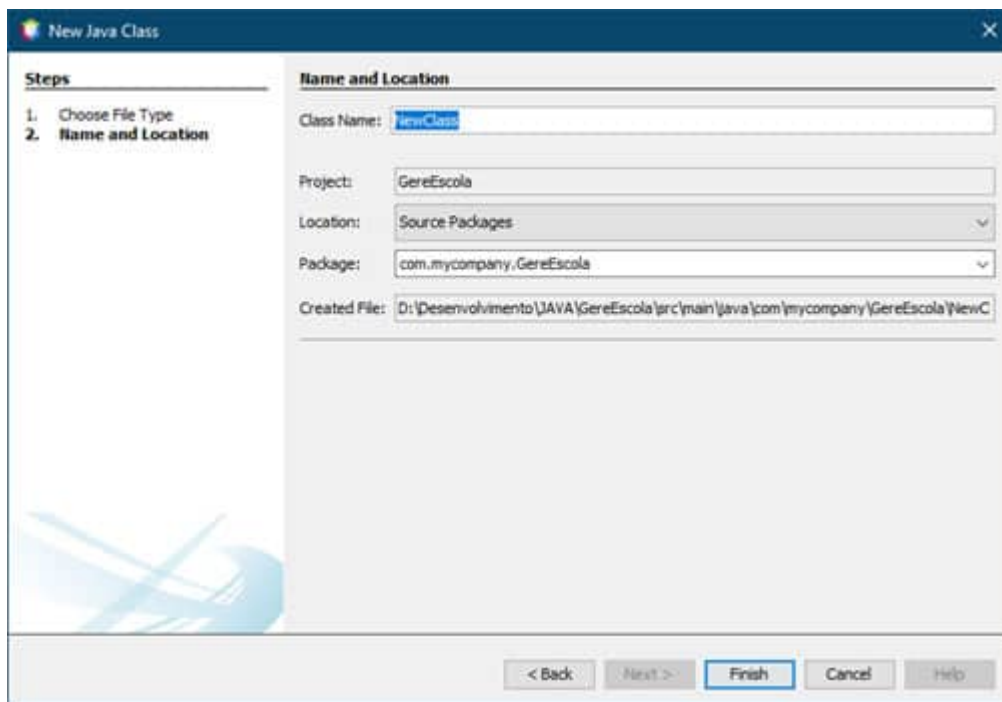 New Java Class
Steps
1. Choose File Type
2. Name and Location
Name and Location
Class Name: NewClass
Project: GereEscola
Location: Source Packages
Package: com.mycompany.GereEscola
Created File: D:\Desenvolvimento\JAVA\GereEscola\src\main\java\com\mycompany\GereEscola\NewC
< Back Next > Finish Cancel Help